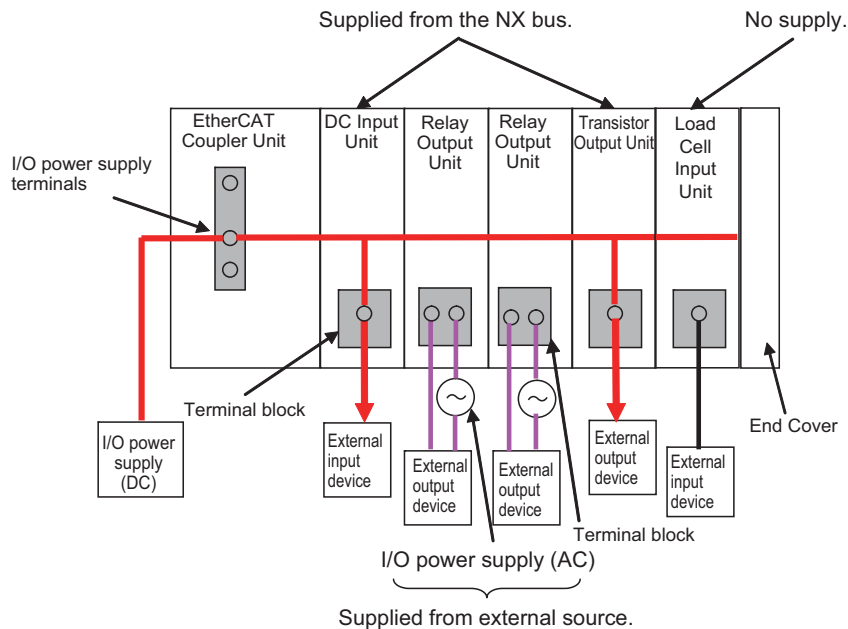 Supplied from the NX bus.
No supply.
EtherCAT
Coupler Unit
DC Input
Unit
Relay
Output
Unit
Relay
Output
Unit
Transistor
Output Unit
Load
Cell
Input
Unit
I/O power supply
terminals
Terminal block
End Cover
I/O power
supply
(DC)
External
input
device
External
output
device
External
output
device
External
output
device
External
input
device
Terminal block
I/O power supply (AC)
Supplied from external source.